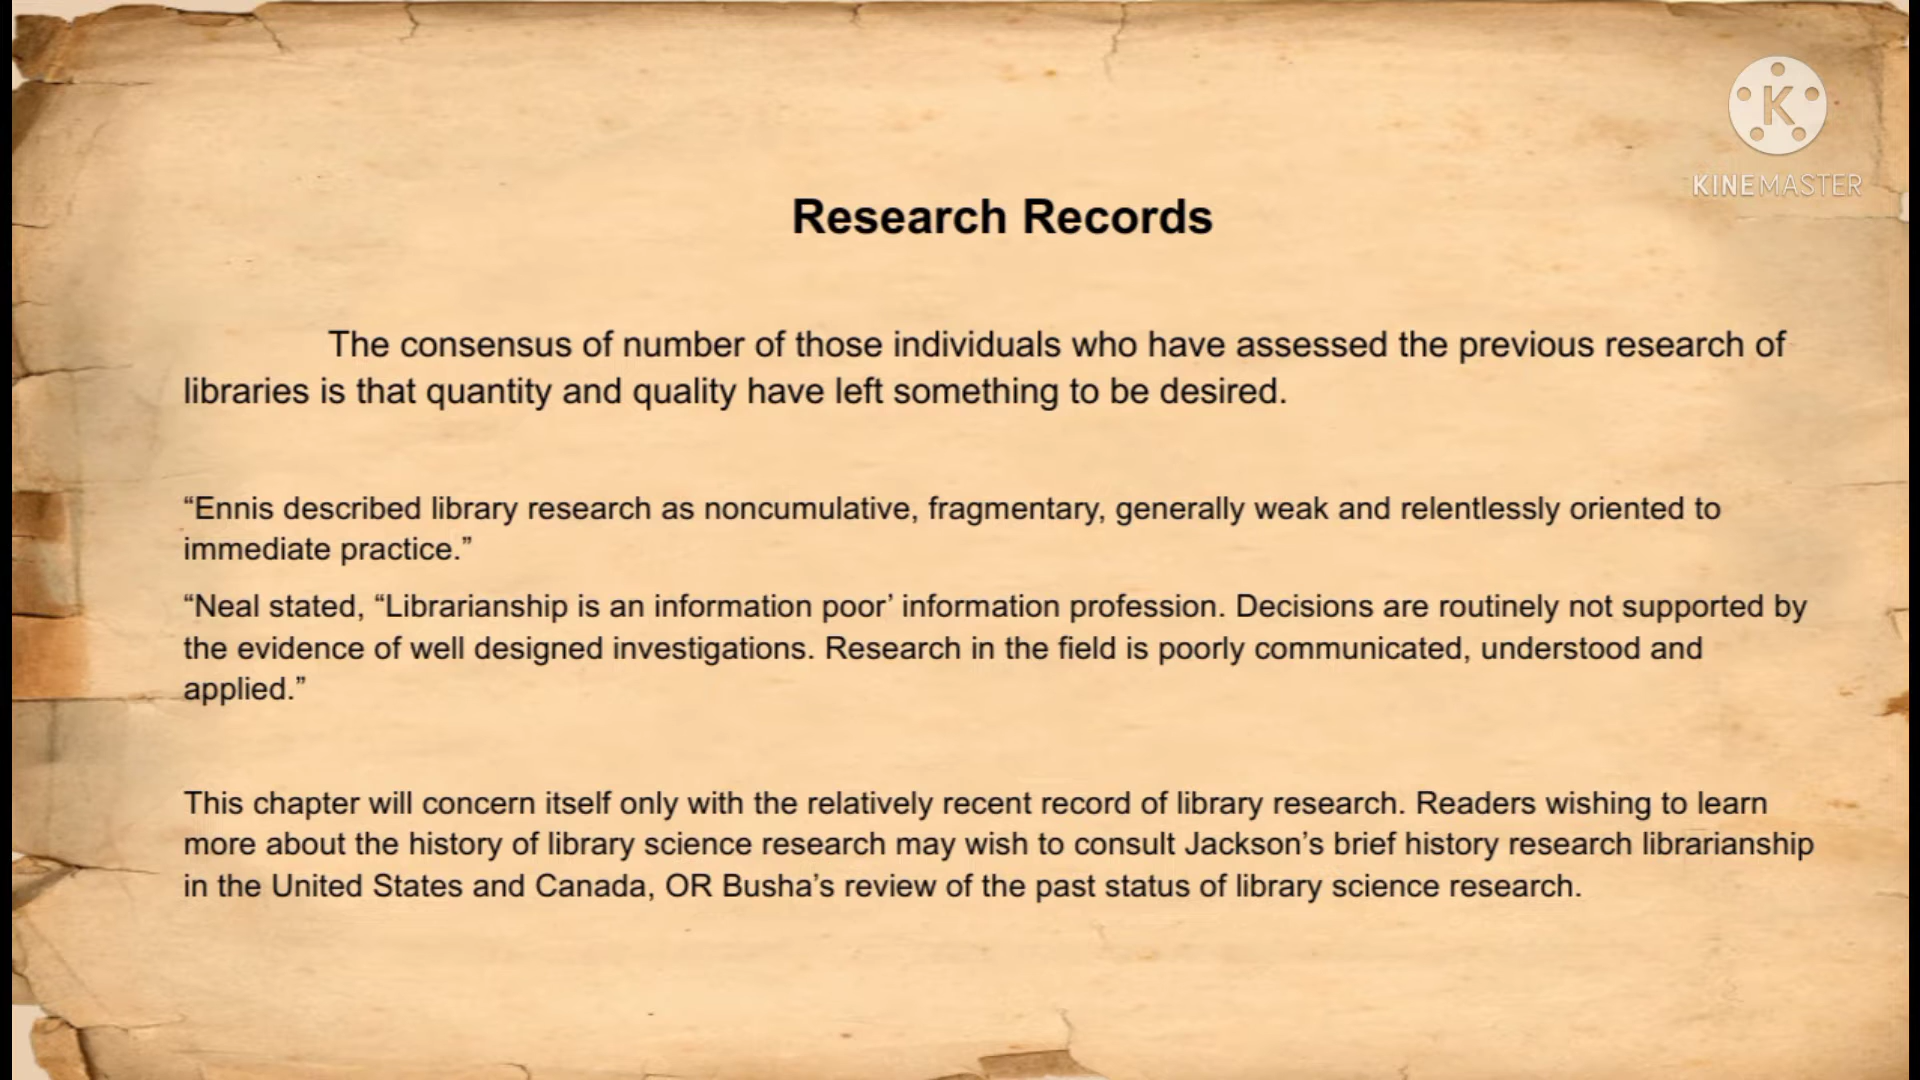 K
KINEMASTER
Research Records
The consensus of number of those individuals who have assessed the previous research of
libraries is that quantity and quality have left something to be desired.
“Ennis described library research as noncumulative, fragmentary, generally weak and relentlessly oriented to
immediate practice.”
“Neal stated, “Librarianship is an information poor’ information profession. Decisions are routinely not supported by
the evidence of well designed investigations. Research in the field is poorly communicated, understood and
applied.”
This chapter will concern itself only with the relatively recent record of library research. Readers wishing to learn
more about the history of library science research may wish to consult Jackson’s brief history research librarianship
in the United States and Canada, OR Busha’s review of the past status of library science research.